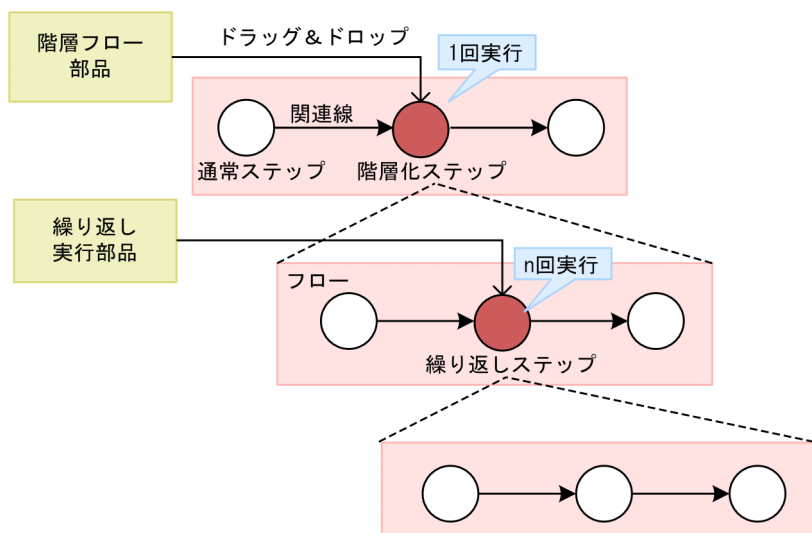 階層フロー
部品
ドラッグ＆ドロップ
1回実行
関連線
通常ステップ
階層化ステップ
繰り返し
実行部品
n回実行
フロー
繰り返しステップ